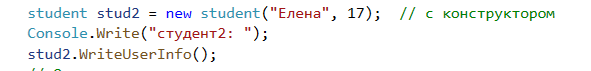 student stud2 = new student("Елена", 17);  // с конструктором
Console.Write("студент2: ");
stud2.WriteUserInfo();